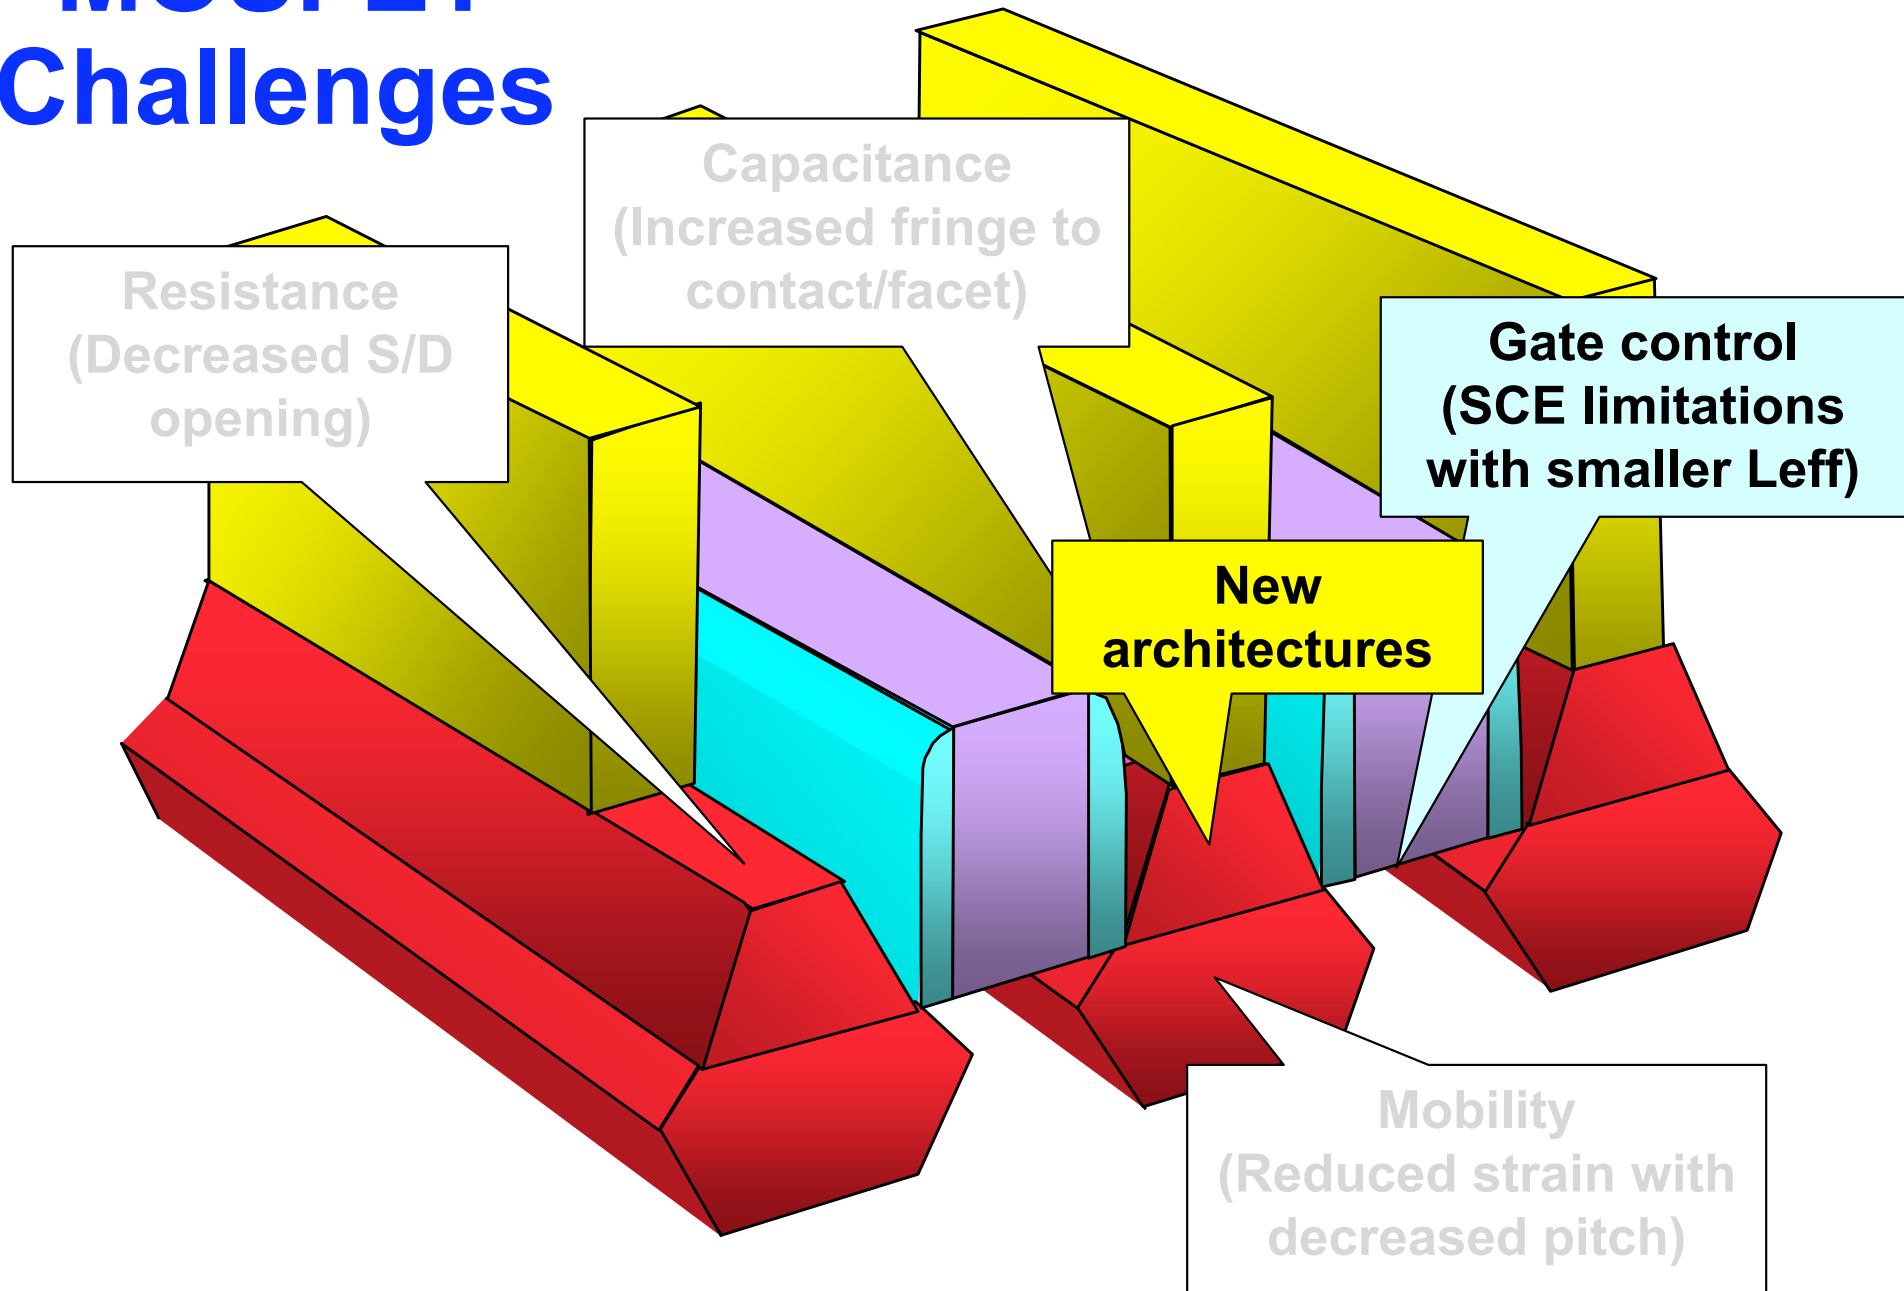 MOSFET
Challenges
Capacitance
(Increased fringe to
contact/facet)
Resistance
(Decreased S/D
opening)
Gate control
(SCE limitations
with smaller Leff)
New
architectures
Mobility
(Reduced strain with
decreased pitch)